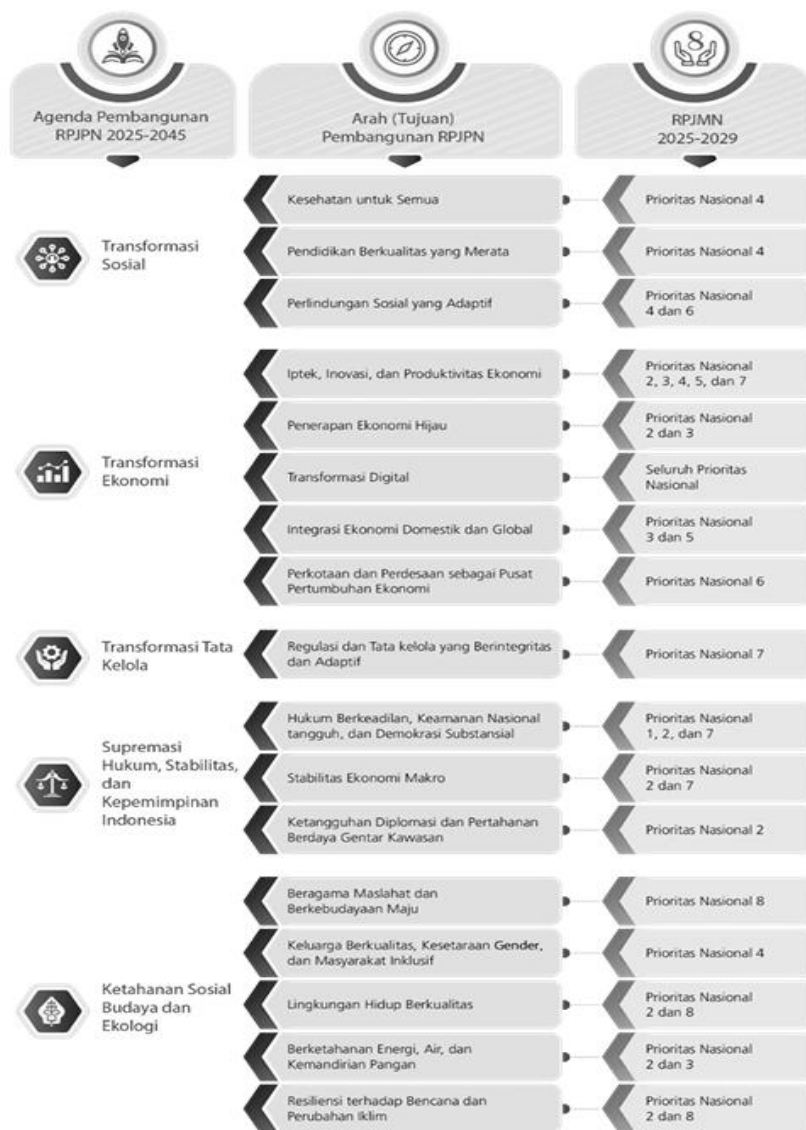 8
Agenda Pembangunan
RPJPN 2025-2045
Arah (Tujuan)
Pembangunan RPJPN
RPJMN
2025-2029
Transformasi
Sosial
Kesehatan untuk Semua
Prioritas Nasional 4
Pendidikan Berkualitas yang Merata
Prioritas Nasional 4
Perlindungan Sosial yang Adaptif
Prioritas Nasional
4 dan 6
Transformasi
Ekonomi
Iptek, Inovasi, dan Produktivitas Ekonomi
Prioritas Nasional
2, 3, 4, 5, dan 7
Penerapan Ekonomi Hijau
Prioritas Nasional
2 dan 3
Transformasi Digital
Seluruh Prioritas
Nasional
Integrasi Ekonomi Domestik dan Global
Prioritas Nasional
3 dan 5
Perkotaan dan Perdesaan sebagai Pusat
Pertumbuhan Ekonomi
Prioritas Nasional 6
Transformasi Tata
Kelola
Regulasi dan Tata kelola yang Berintegritas
dan Adaptif
Prioritas Nasional 7
Supremasi
Hukum, Stabilitas,
dan
Kepemimpinan
Indonesia
Hukum Berkeadilan, Keamanan Nasional
tangguh, dan Demokrasi Substansial
Prioritas Nasional
1, 2, dan 7
Stabilitas Ekonomi Makro
Prioritas Nasional
2 dan 7
Ketangguhan Diplomasi dan Pertahanan
Berdaya Gentar Kawasan
Prioritas Nasional 2
Ketahanan Sosial
Budaya dan
Ekologi
Beragama Maslahat dan
Berkebudayaan Maju
Prioritas Nasional 8
Keluarga Berkualitas, Kesetaraan Gender,
dan Masyarakat Inklusif
Prioritas Nasional 4
Lingkungan Hidup Berkualitas
Prioritas Nasional
2 dan 8
Berketahanan Energi, Air, dan
Kemandirian Pangan
Prioritas Nasional
2 dan 3
Resiliensi terhadap Bencana dan
Perubahan Iklim
Prioritas Nasional
2 dan 8